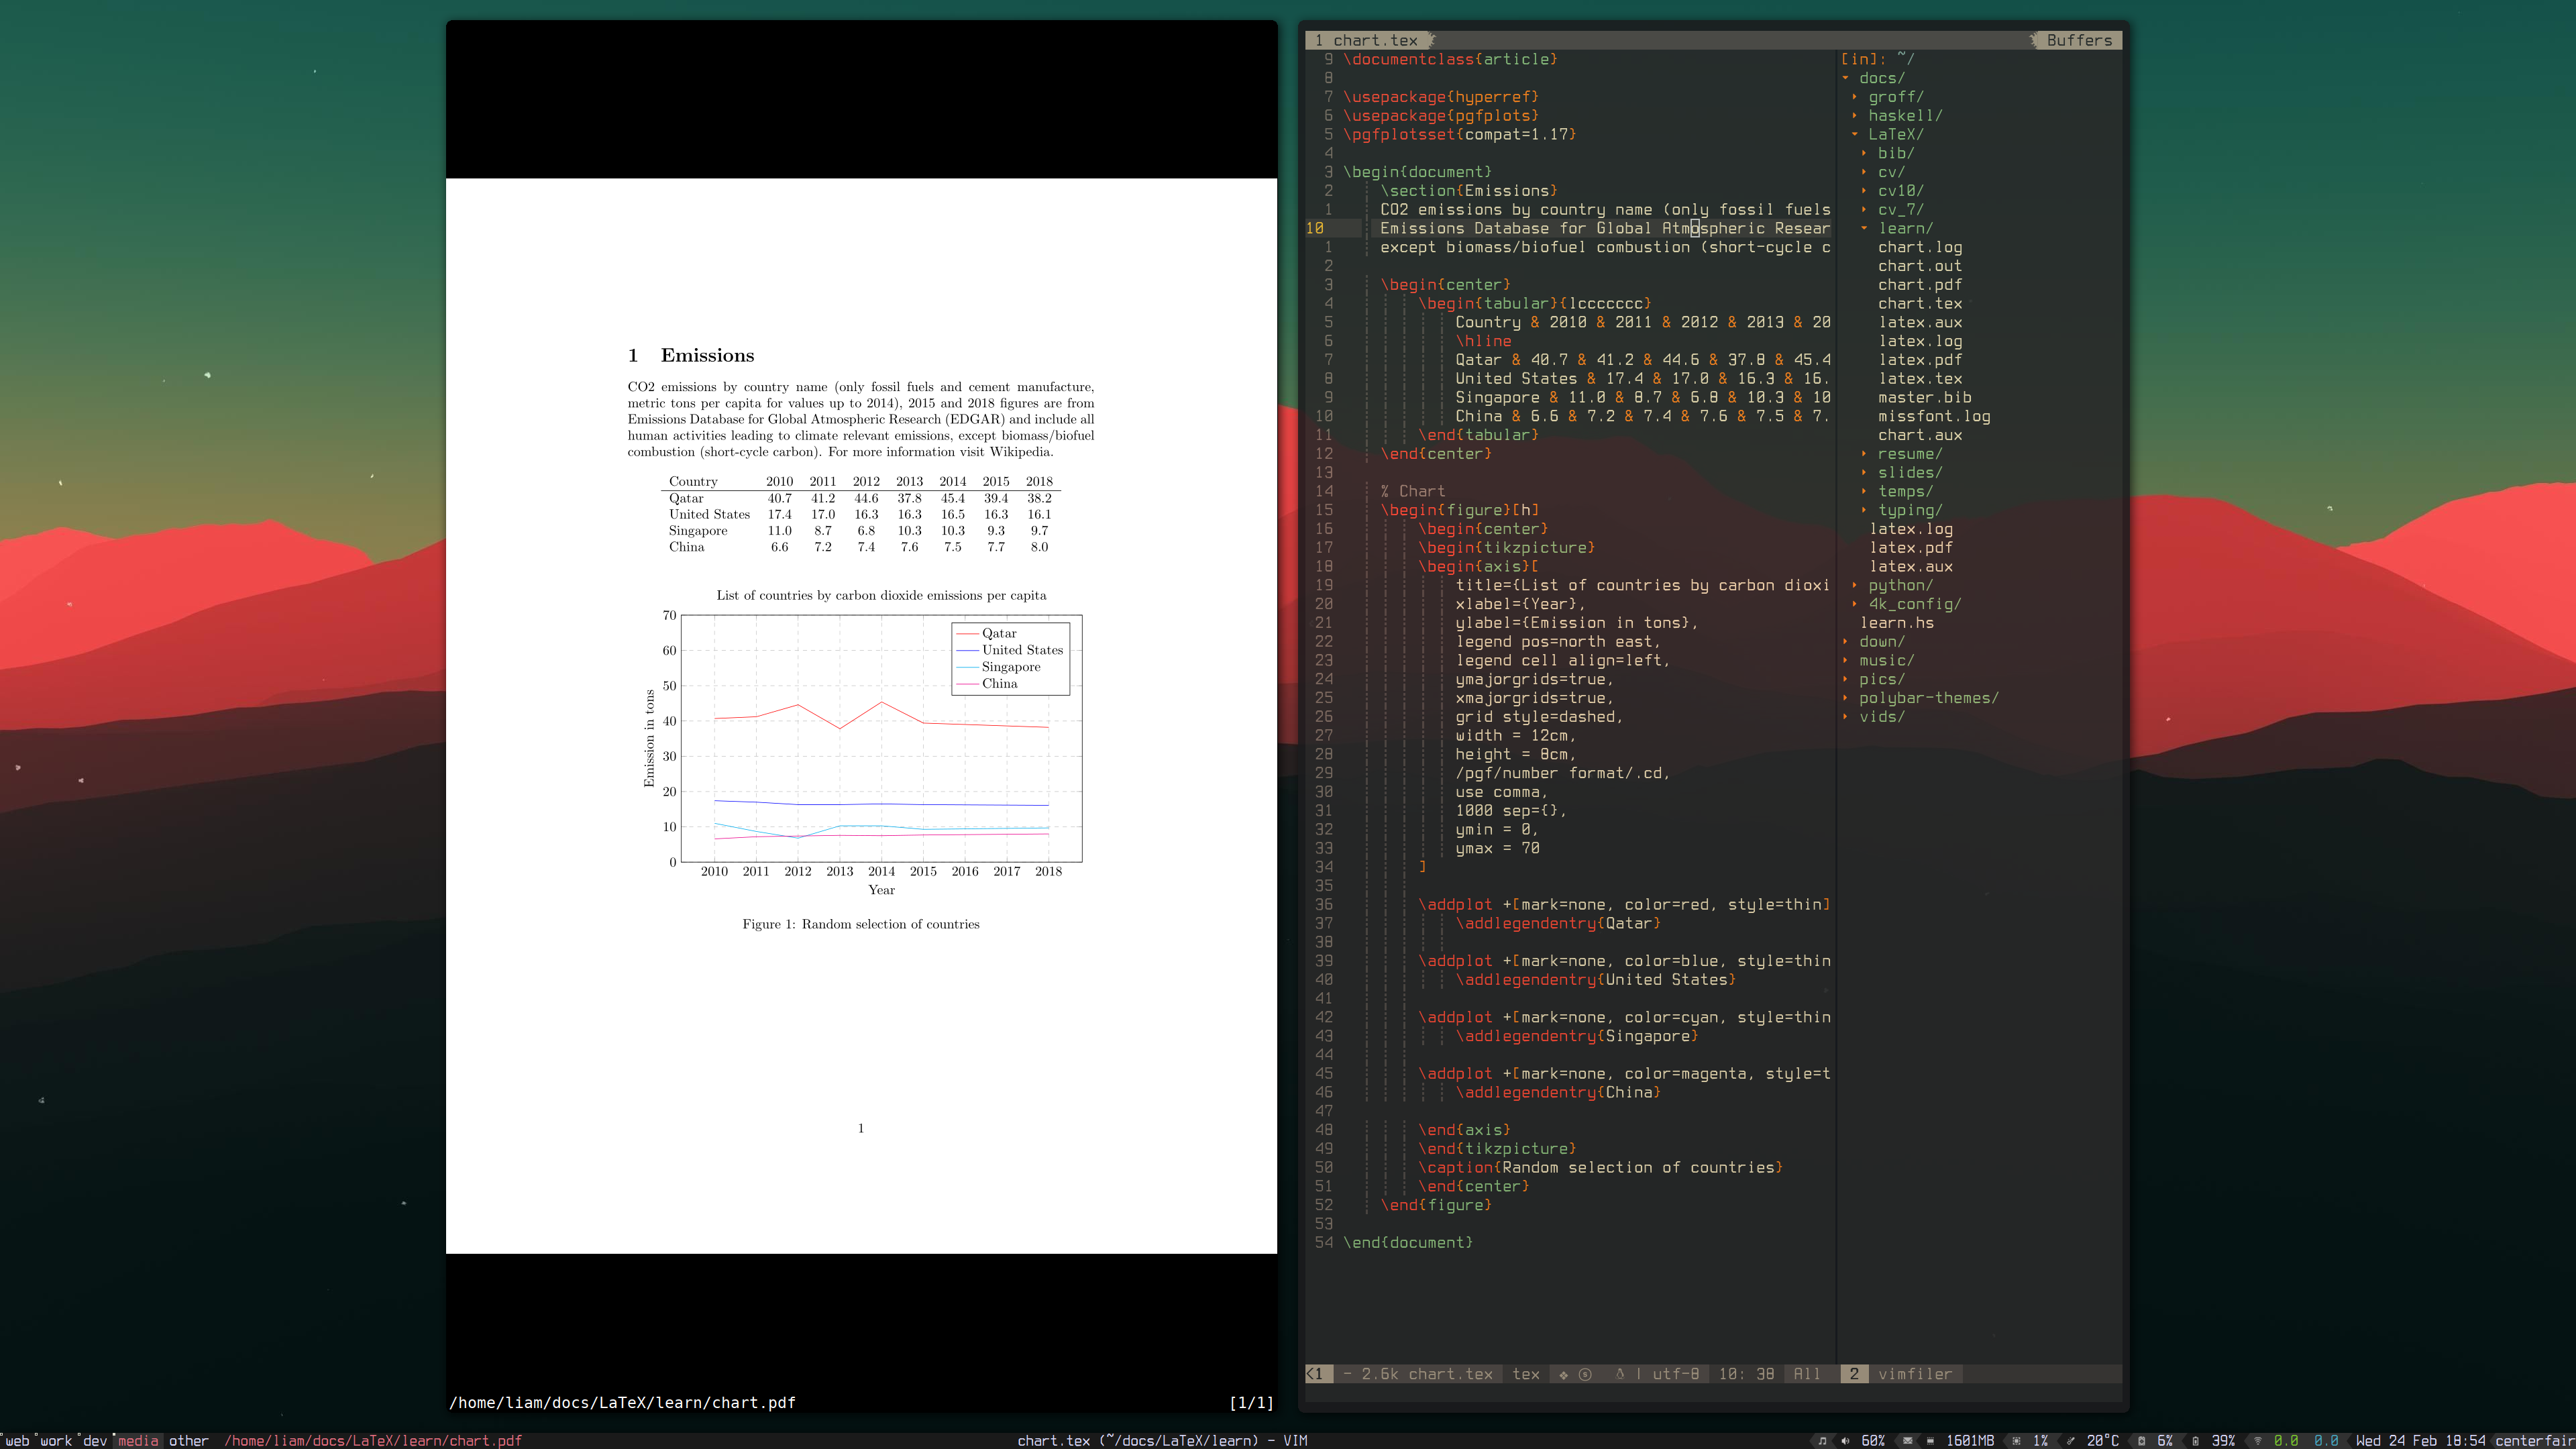 1 Emissions
CO2 emissions by country name (only fossil fuels and cement manufacture,
metric tons per capita for values up to 2014), 2015 and 2018 figures are from
Emissions Database for Global Atmospheric Research (EDGAR) and include all
human activities leading to climate relevant emissions, except biomass/biofuel
combustion (short-cycle carbon). For more information visit Wikipedia.
Country 2010 2011 2012 2013 2014 2015 2018
Qatar 40.7 41.2 44.6 37.8 45.4 39.4 38.2
United States 17.4 17.0 16.3 16.3 16.5 16.3 16.1
Singapore 11.0 8.7 6.8 10.3 10.3 9.3 9.7
China 6.6 7.2 7.4 7.6 7.5 7.7 8.0
List of countries by carbon dioxide emissions per capita
70
60
50
40
30
20
10
0
Emission in tons
Qatar
United States
Singapore
China
2010 2011 2012 2013 2014 2015 2016 2017 2018
Year
Figure 1: Random selection of countries
1
/home/liam/docs/LaTeX/learn/chart.pdf [1/1]
1 chart.tex Buffers
9 \documentclass{article}
8
7 \usepackage{hyperref}
6 \usepackage{pgfplots}
5 \pgfplotsset{compat=1.17}
4
3 \begin{document}
2 \section{Emissions}
1 CO2 emissions by country name (only fossil fuels
10 Emissions Database for Global Atmospheric Resear
1 except biomass/biofuel combustion (short-cycle c
2
3 \begin{center}
4 \begin{tabular}{lccccccc}
5 Country & 2010 & 2011 & 2012 & 2013 & 20
6 \hline
7 Qatar & 40.7 & 41.2 & 44.6 & 37.8 & 45.4
8 United States & 17.4 & 17.0 & 16.3 & 16.
9 Singapore & 11.0 & 8.7 & 6.8 & 10.3 & 10
10 China & 6.6 & 7.2 & 7.4 & 7.6 & 7.5 & 7.
11 \end{tabular}
12 \end{center}
13
14 % Chart
15 \begin{figure}[h]
16 \begin{center}
17 \begin{tikzpicture}
18 \begin{axis}[
19 title={List of countries by carbon dioxi
20 xlabel={Year},
21 ylabel={Emission in tons},
22 legend pos=north east,
23 legend cell align=left,
24 ymajorgrids=true,
25 xmajorgrids=true,
26 grid style=dashed,
27 width = 12cm,
28 height = 8cm,
29 /pgf/number format/.cd,
30 use comma,
31 1000 sep={},
32 ymin = 0,
33 ymax = 70
34 ]
35
36 \addplot +[mark=none, color=red, style=thin]
37 \addlegendentry{Qatar}
38
39 \addplot +[mark=none, color=blue, style=thin
40 \addlegendentry{United States}
41
42 \addplot +[mark=none, color=cyan, style=thin
43 \addlegendentry{Singapore}
44
45 \addplot +[mark=none, color=magenta, style=t
46 \addlegendentry{China}
47
48 \end{axis}
49 \end{tikzpicture}
50 \caption{Random selection of countries}
51 \end{center}
52 \end{figure}
53
54 \end{document}
[in]: ~/
docs/
groff/
haskell/
LaTeX/
bib/
cv/
cv10/
cv_7/
learn/
chart.log
chart.out
chart.pdf
chart.tex
latex.aux
latex.log
latex.pdf
latex.tex
master.bib
missfont.log
chart.aux
resume/
slides/
temps/
typing/
latex.log
latex.pdf
latex.aux
python/
4k_config/
learn.hs
down/
music/
pics/
polybar-themes/
vids/
<1 - 2.6k chart.tex tex | utf-8 10: 38 All 2 vimfiler
web work dev media other /home/liam/docs/LaTeX/learn/chart.pdf chart.tex (~/docs/LaTeX/learn) - VIM 60% 1601MB 1% 20°C 6% 39% 0.0 0.0 Wed 24 Feb 18:54 centerfai